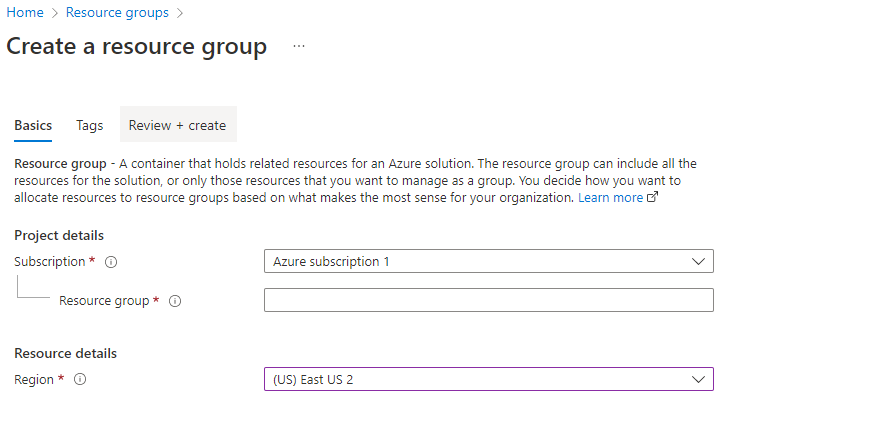 Home > Resource groups >
Create a resource group ...
Basics Tags Review + create
Resource group - A container that holds related resources for an Azure solution. The resource group can include all the
resources for the solution, or only those resources that you want to manage as a group. You decide how you want to
allocate resources to resource groups based on what makes the most sense for your organization. Learn more
Project details
Subscription * Azure subscription 1
Resource group *
Resource details
Region * (US) East US 2